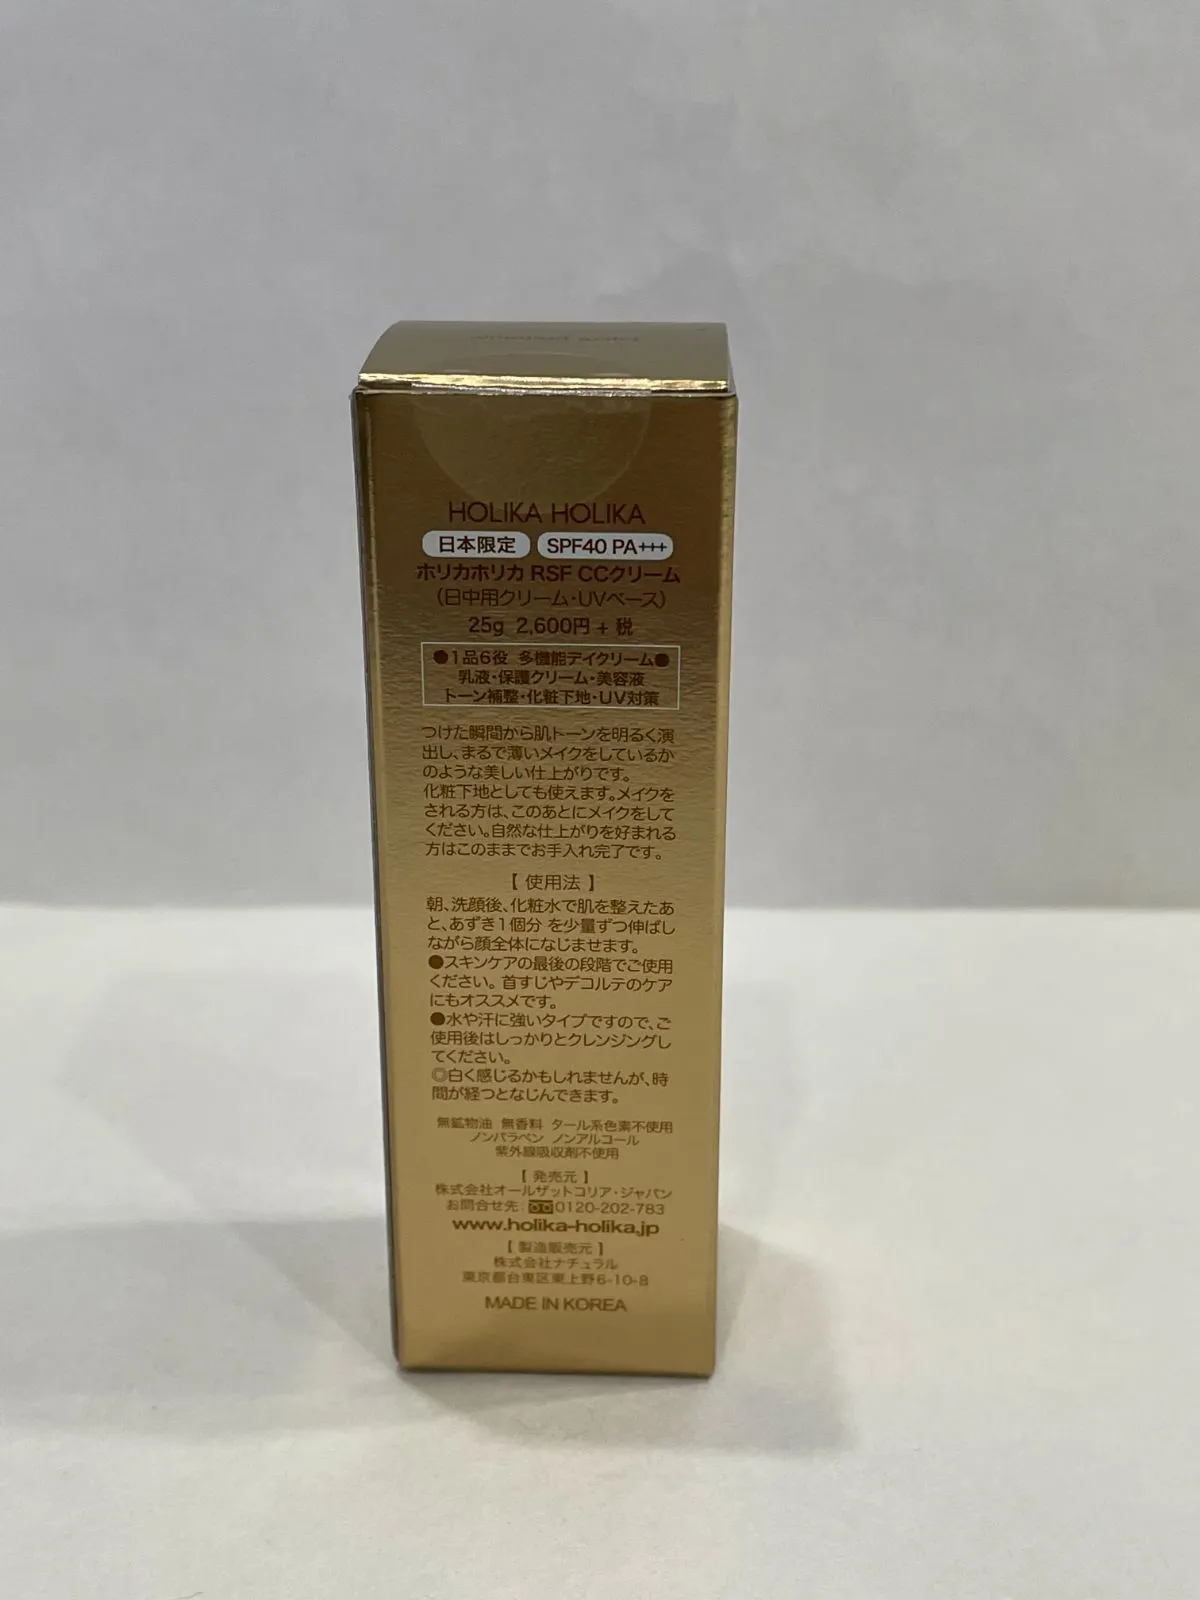 HOLIKA HOLIKA
日本限定 SPF40 PA+++
ホリカホリカ RSF CCクリーム
（日中用クリーム・UVベース）
25g 2,600円 + 税
●1品6役 多機能デイクリーム●
乳液・保護クリーム・美容液
トーン補整・化粧下地・UV対策
つけた瞬間から肌トーンを明るく演
出し、まるで薄いメイクをしているか
のような美しい仕上がりです。
化粧下地としても使えます。メイクを
される方は、このあとにメイクをして
ください。自然な仕上がりを好まれる
方はこのままでお手入れ完了です。
【 使用法 】
朝、洗顔後、化粧水で肌を整えたあ
と、あずき1個分 を少量ずつ伸ばし
ながら顔全体になじませます。
●スキンケアの最後の段階でご使用
ください。首すじやデコルテのケア
にもオススメです。
●水や汗に強いタイプですので、ご
使用後はしっかりとクレンジングし
てください。
◎白く感じるかもしれませんが、時
間が経つとなじんできます。
無鉱物油 無香料 タール系色素不使用
ノンパラベン ノンアルコール
紫外線吸収剤不使用
【 発売元 】
株式会社オールザットコリア・ジャパン
お問合せ先：0120-202-783
www.holika-holika.jp
【 製造販売元 】
株式会社ナチュラル
東京都台東区東上野6-10-8
MADE IN KOREA